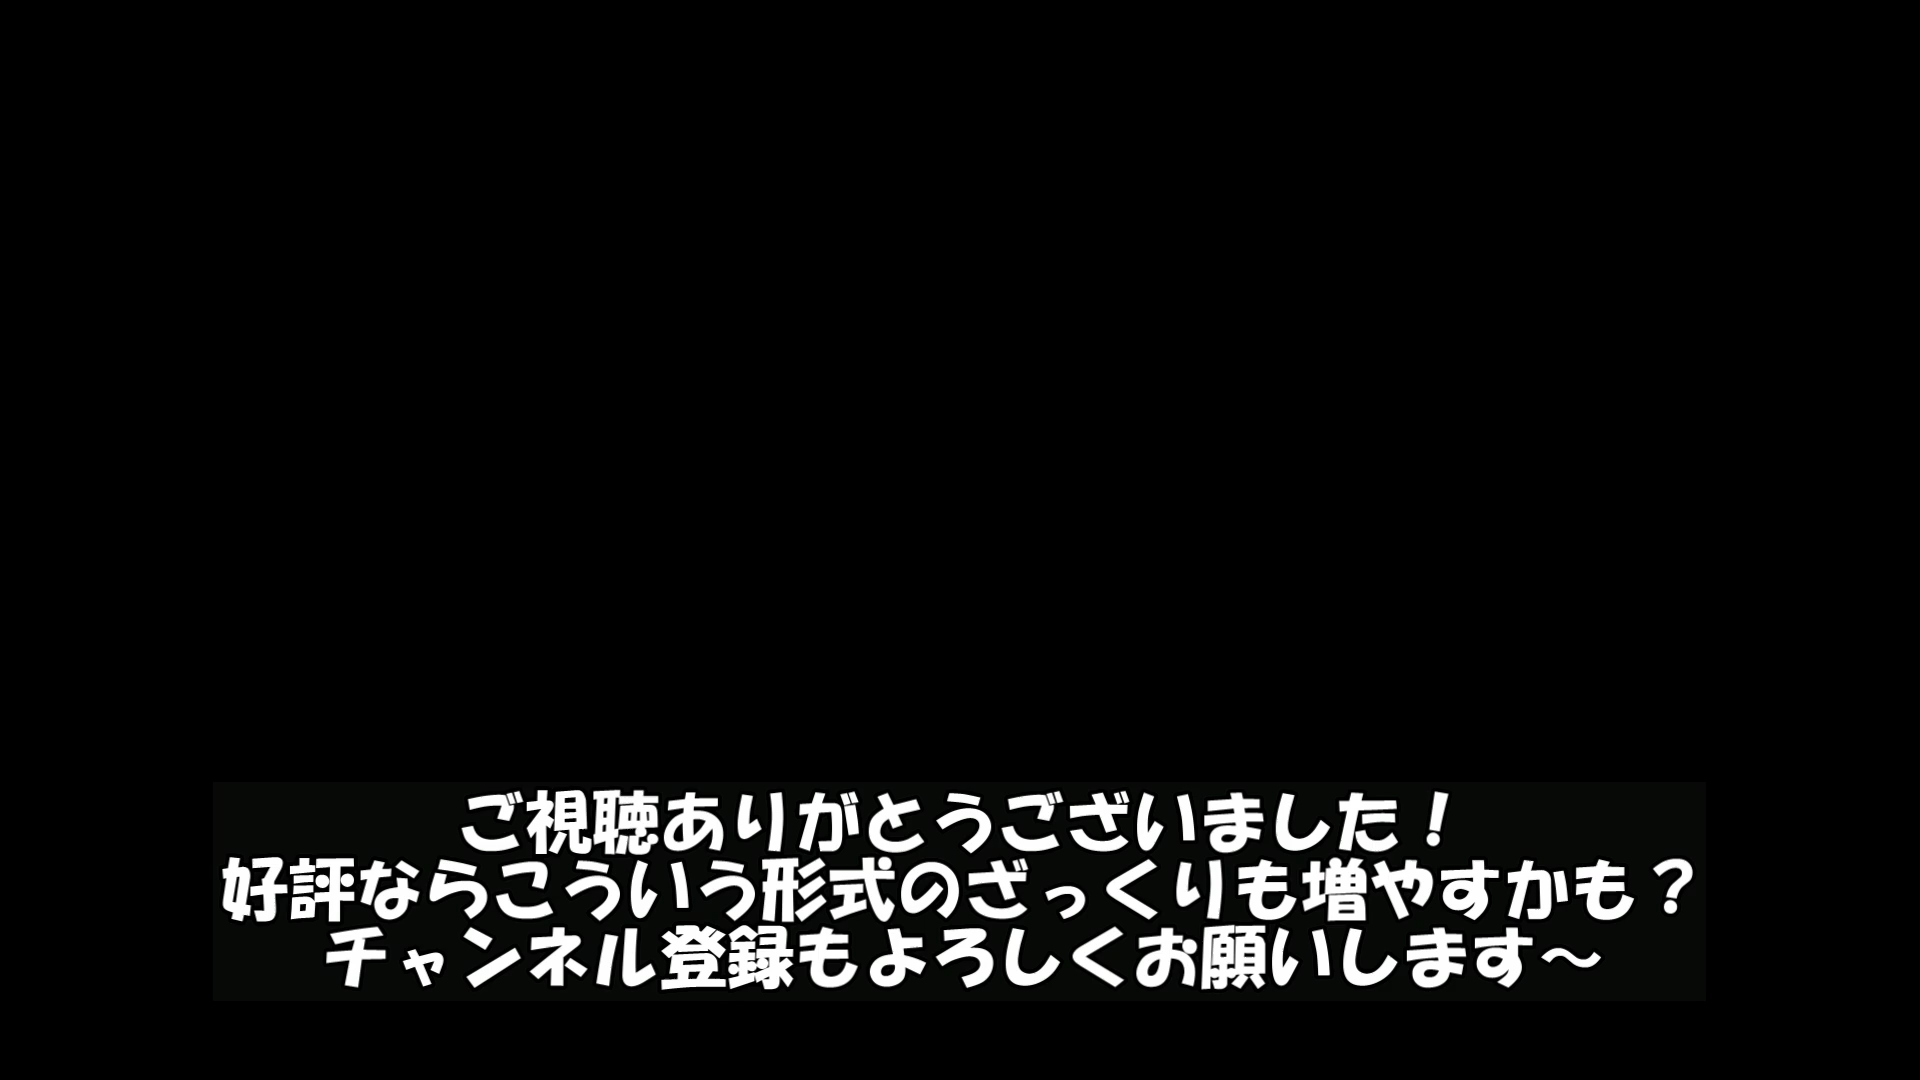 ご視聴ありがとうございました！
好評ならこういう形式のざっくりも増やすかも？
チャンネル登録もよろしくお願いします～